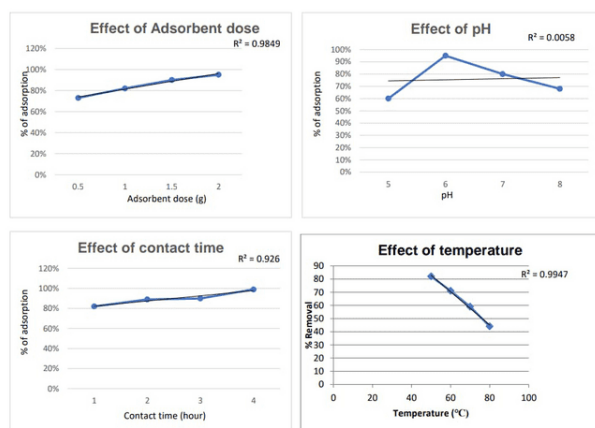 Effect of Adsorbent dose
R² = 0.9849
120%
100%
80%
60%
40%
20%
0%
% of adsorption
0.5 1 1.5 2
Adsorbent dose (g)
Effect of pH
R² = 0.0058
100%
90%
80%
70%
60%
50%
40%
30%
20%
10%
0%
% of adsorption
5 6 7 8
pH
Effect of contact time
R² = 0.926
120%
100%
80%
60%
40%
20%
0%
% of adsorption
1 2 3 4
Contact time (hour)
Effect of temperature
R² = 0.9947
90
80
70
60
50
40
30
20
10
0
% Removal
0 20 40 60 80 100
Temperature (°C)